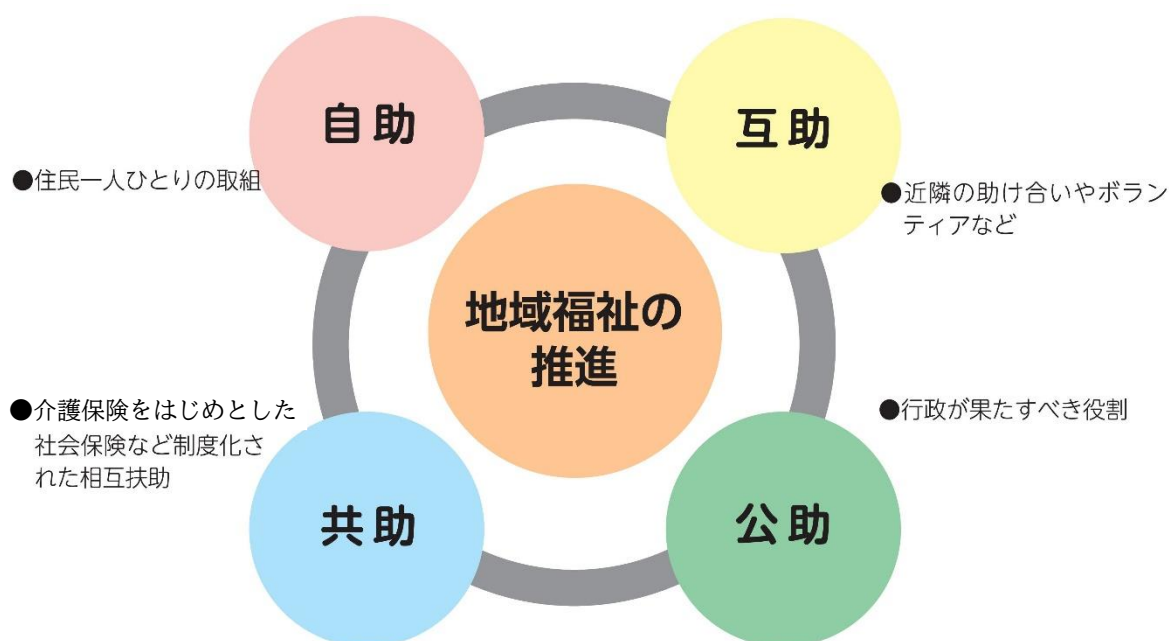 自助
互助
●住民一人ひとりの取組
●近隣の助け合いやボラン
ティアなど
地域福祉の
推進
●介護保険をはじめとした
社会保険など制度化さ
れた相互扶助
●行政が果たすべき役割
共助
公助